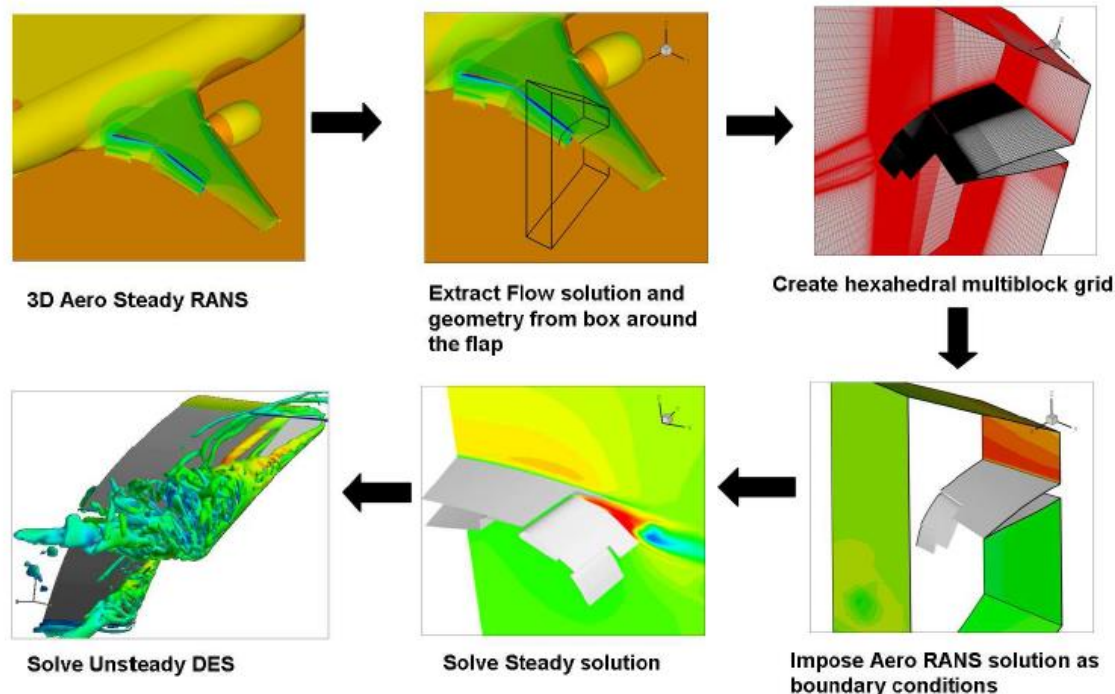 3D Aero Steady RANS
Extract Flow solution and
geometry from box around
the flap
Create hexahedral multiblock grid
Impose Aero RANS solution as
boundary conditions
Solve Steady solution
Solve Unsteady DES